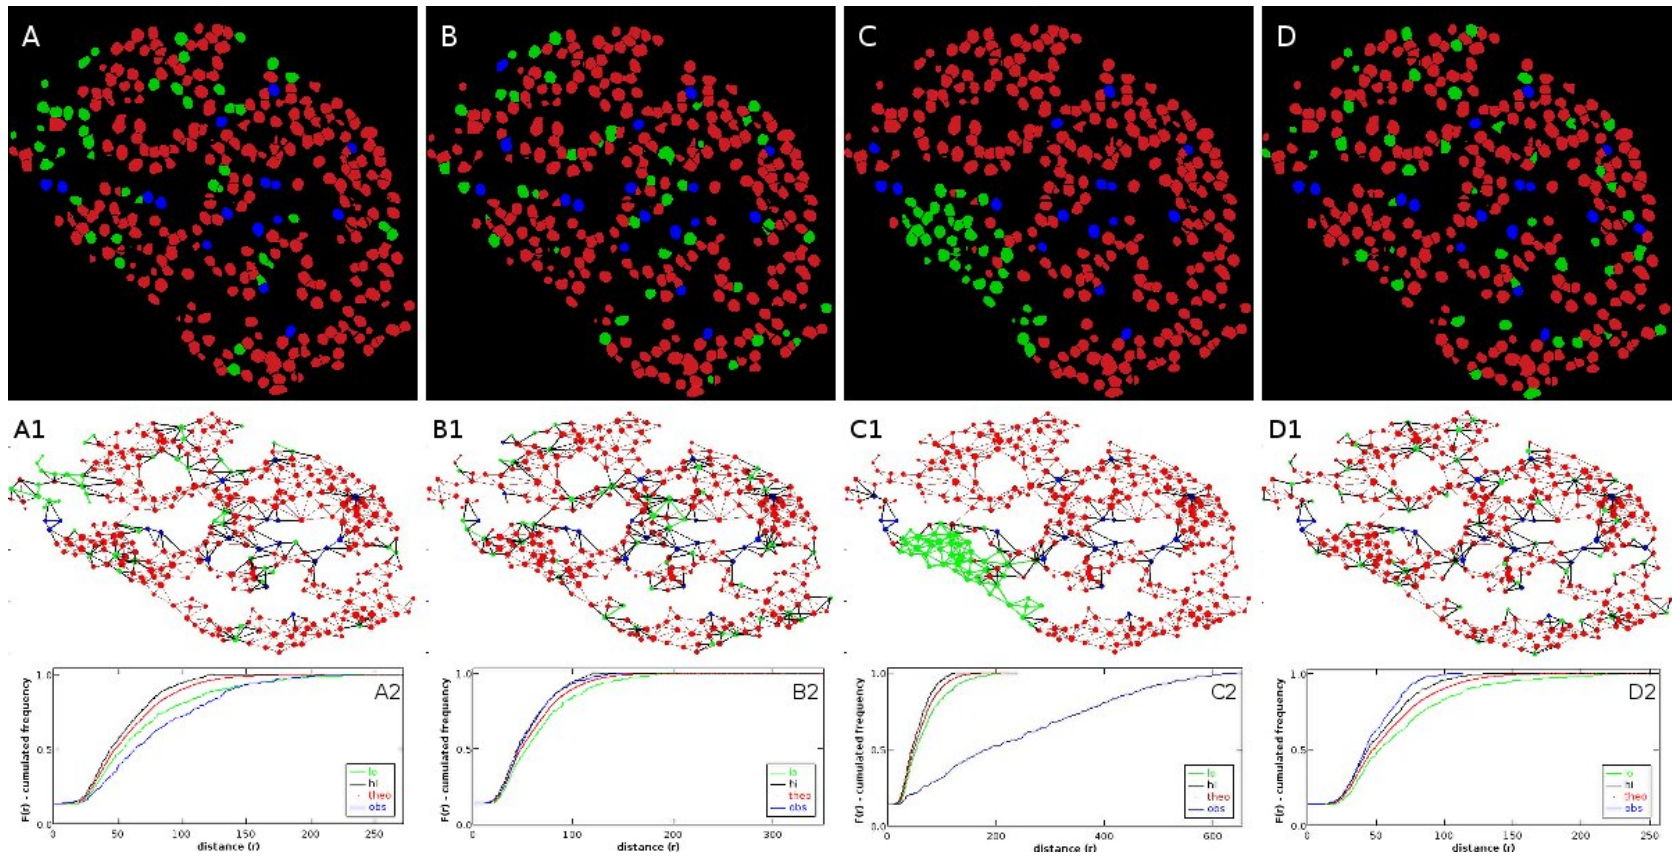 A
B
C
D
A1
B1
C1
D1
A2
F(r) - cumulated frequency
1.0
0.5
0.0
0
50
100
150
200
250
distance (r)
lo
hi
theo
obs
B2
F(r) - cumulated frequency
1.0
0.5
0.0
0
100
200
300
distance (r)
lo
hi
theo
obs
C2
F(r) - cumulated frequency
1.0
0.5
0.0
0
200
400
600
distance (r)
lo
hi
theo
obs
D2
F(r) - cumulated frequency
1.0
0.5
0.0
0
50
100
150
200
250
distance (r)
lo
hi
theo
obs